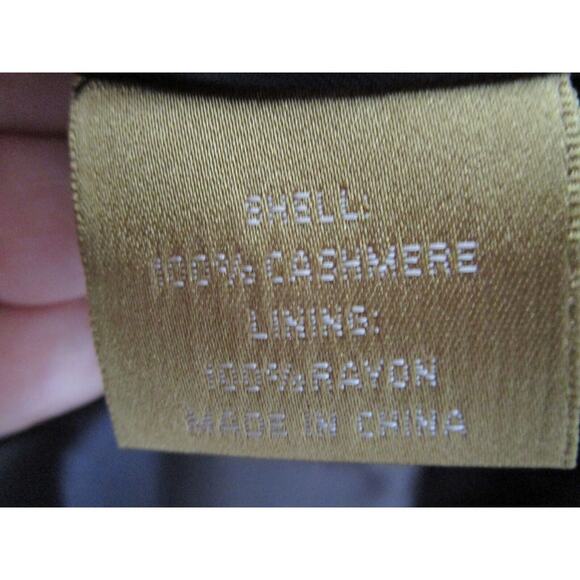 SHELL:
100% CASHMERE
LINING:
100% RAYON
MADE IN CHINA